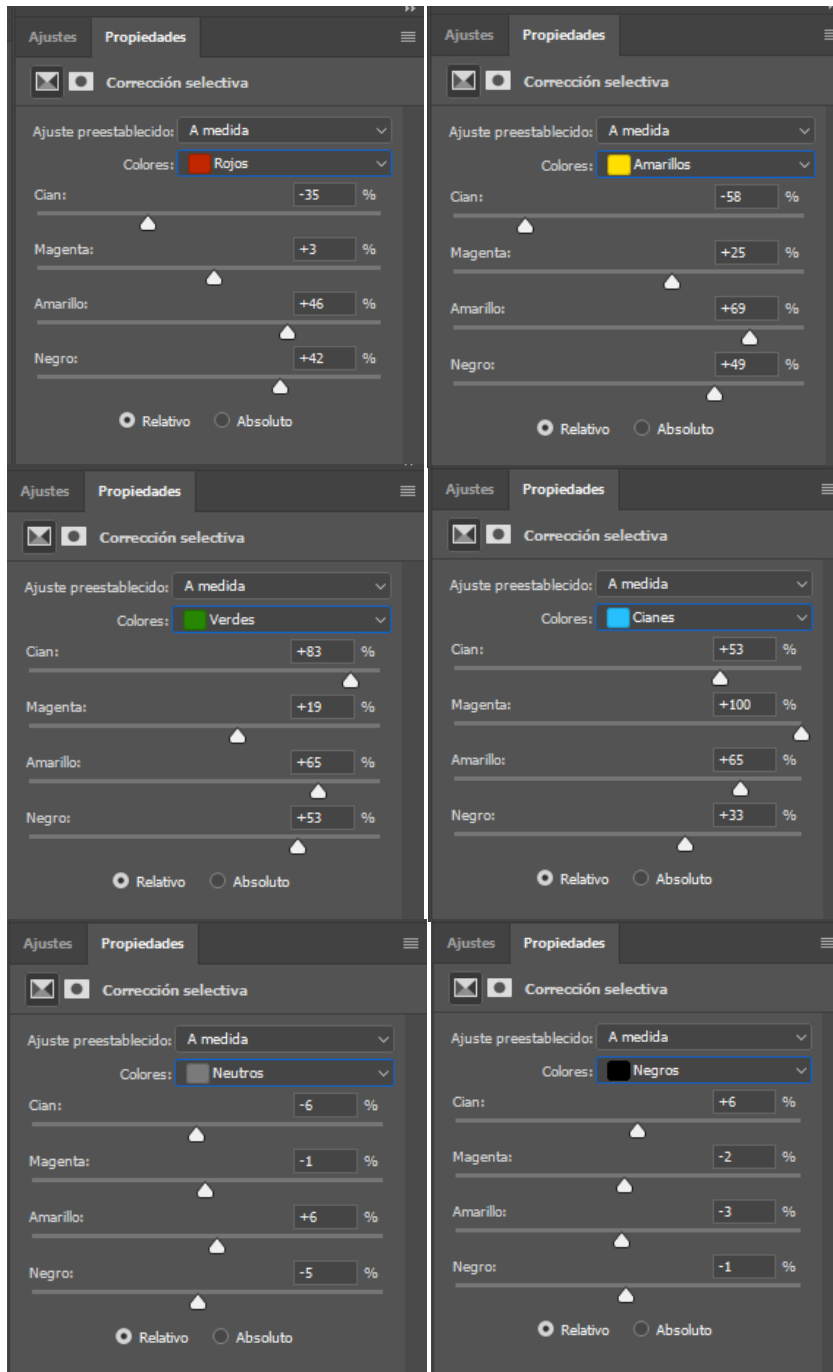 Ajustes Propiedades
Corrección selectiva
Ajuste preestablecido: A medida
Colores: Rojos
Cian: -35 %
Magenta: +3 %
Amarillo: +46 %
Negro: +42 %
Relativo Absoluto
Ajustes Propiedades
Corrección selectiva
Ajuste preestablecido: A medida
Colores: Amarillos
Cian: -58 %
Magenta: +25 %
Amarillo: +69 %
Negro: +49 %
Relativo Absoluto
Ajustes Propiedades
Corrección selectiva
Ajuste preestablecido: A medida
Colores: Verdes
Cian: +83 %
Magenta: +19 %
Amarillo: +65 %
Negro: +53 %
Relativo Absoluto
Ajustes Propiedades
Corrección selectiva
Ajuste preestablecido: A medida
Colores: Cianes
Cian: +53 %
Magenta: +100 %
Amarillo: +65 %
Negro: +33 %
Relativo Absoluto
Ajustes Propiedades
Corrección selectiva
Ajuste preestablecido: A medida
Colores: Neutros
Cian: -6 %
Magenta: -1 %
Amarillo: +6 %
Negro: -5 %
Relativo Absoluto
Ajustes Propiedades
Corrección selectiva
Ajuste preestablecido: A medida
Colores: Negros
Cian: +6 %
Magenta: -2 %
Amarillo: -3 %
Negro: -1 %
Relativo Absoluto